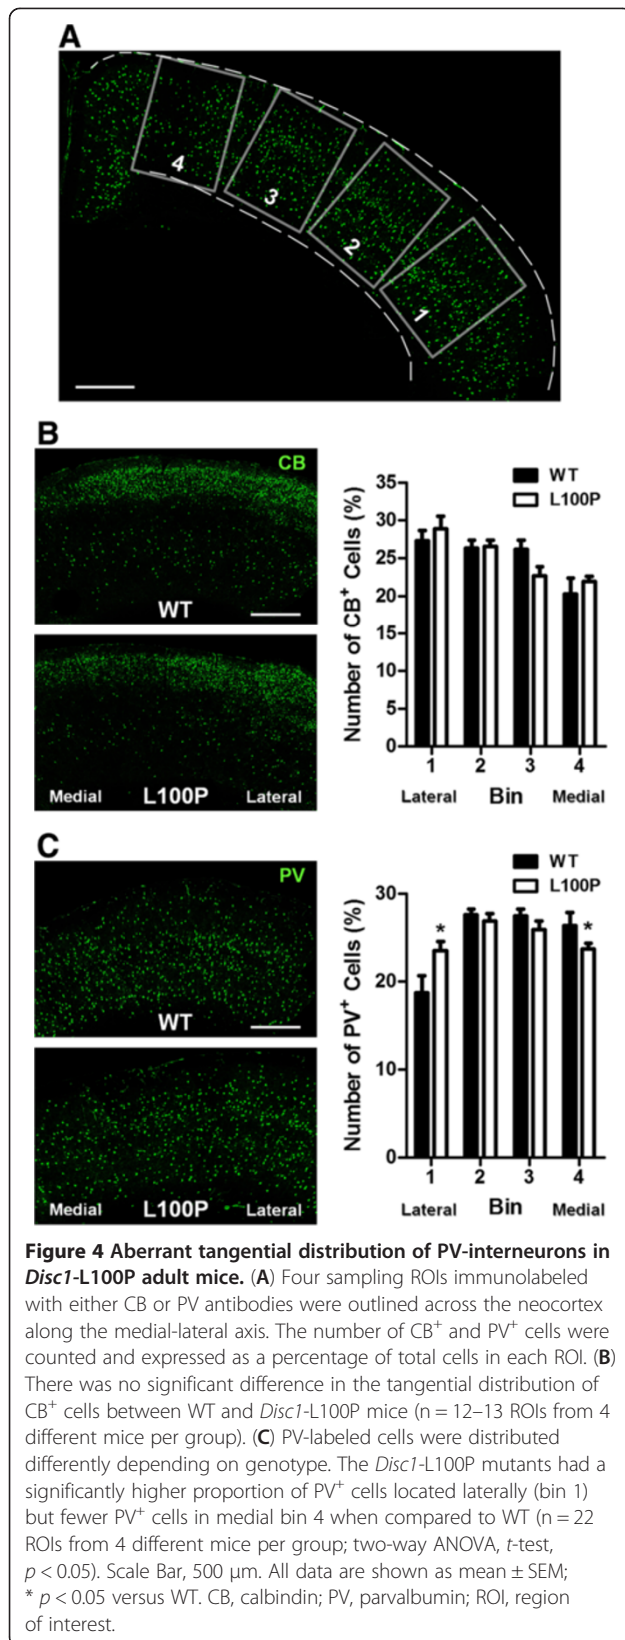 A
4
3
2
1
B
CB
WT
L100P
Medial
Lateral
WT
L100P
Number of CB⁺ Cells (%)
35
30
25
20
15
10
5
0
1 2 3 4
Lateral Bin Medial
C
PV
WT
L100P
Medial
Lateral
WT
L100P
Number of PV⁺ Cells (%)
30
20
10
0
*
*
1 2 3 4
Lateral Bin Medial
Figure 4 Aberrant tangential distribution of PV-interneurons in
Disc1-L100P adult mice. (A) Four sampling ROIs immunolabeled
with either CB or PV antibodies were outlined across the neocortex
along the medial-lateral axis. The number of CB⁺ and PV⁺ cells were
counted and expressed as a percentage of total cells in each ROI. (B)
There was no significant difference in the tangential distribution of
CB⁺ cells between WT and Disc1-L100P mice (n = 12–13 ROIs from 4
different mice per group). (C) PV-labeled cells were distributed
differently depending on genotype. The Disc1-L100P mutants had a
significantly higher proportion of PV⁺ cells located laterally (bin 1)
but fewer PV⁺ cells in medial bin 4 when compared to WT (n = 22
ROIs from 4 different mice per group; two-way ANOVA, t-test,
p < 0.05). Scale Bar, 500 μm. All data are shown as mean ± SEM;
* p < 0.05 versus WT. CB, calbindin; PV, parvalbumin; ROI, region
of interest.